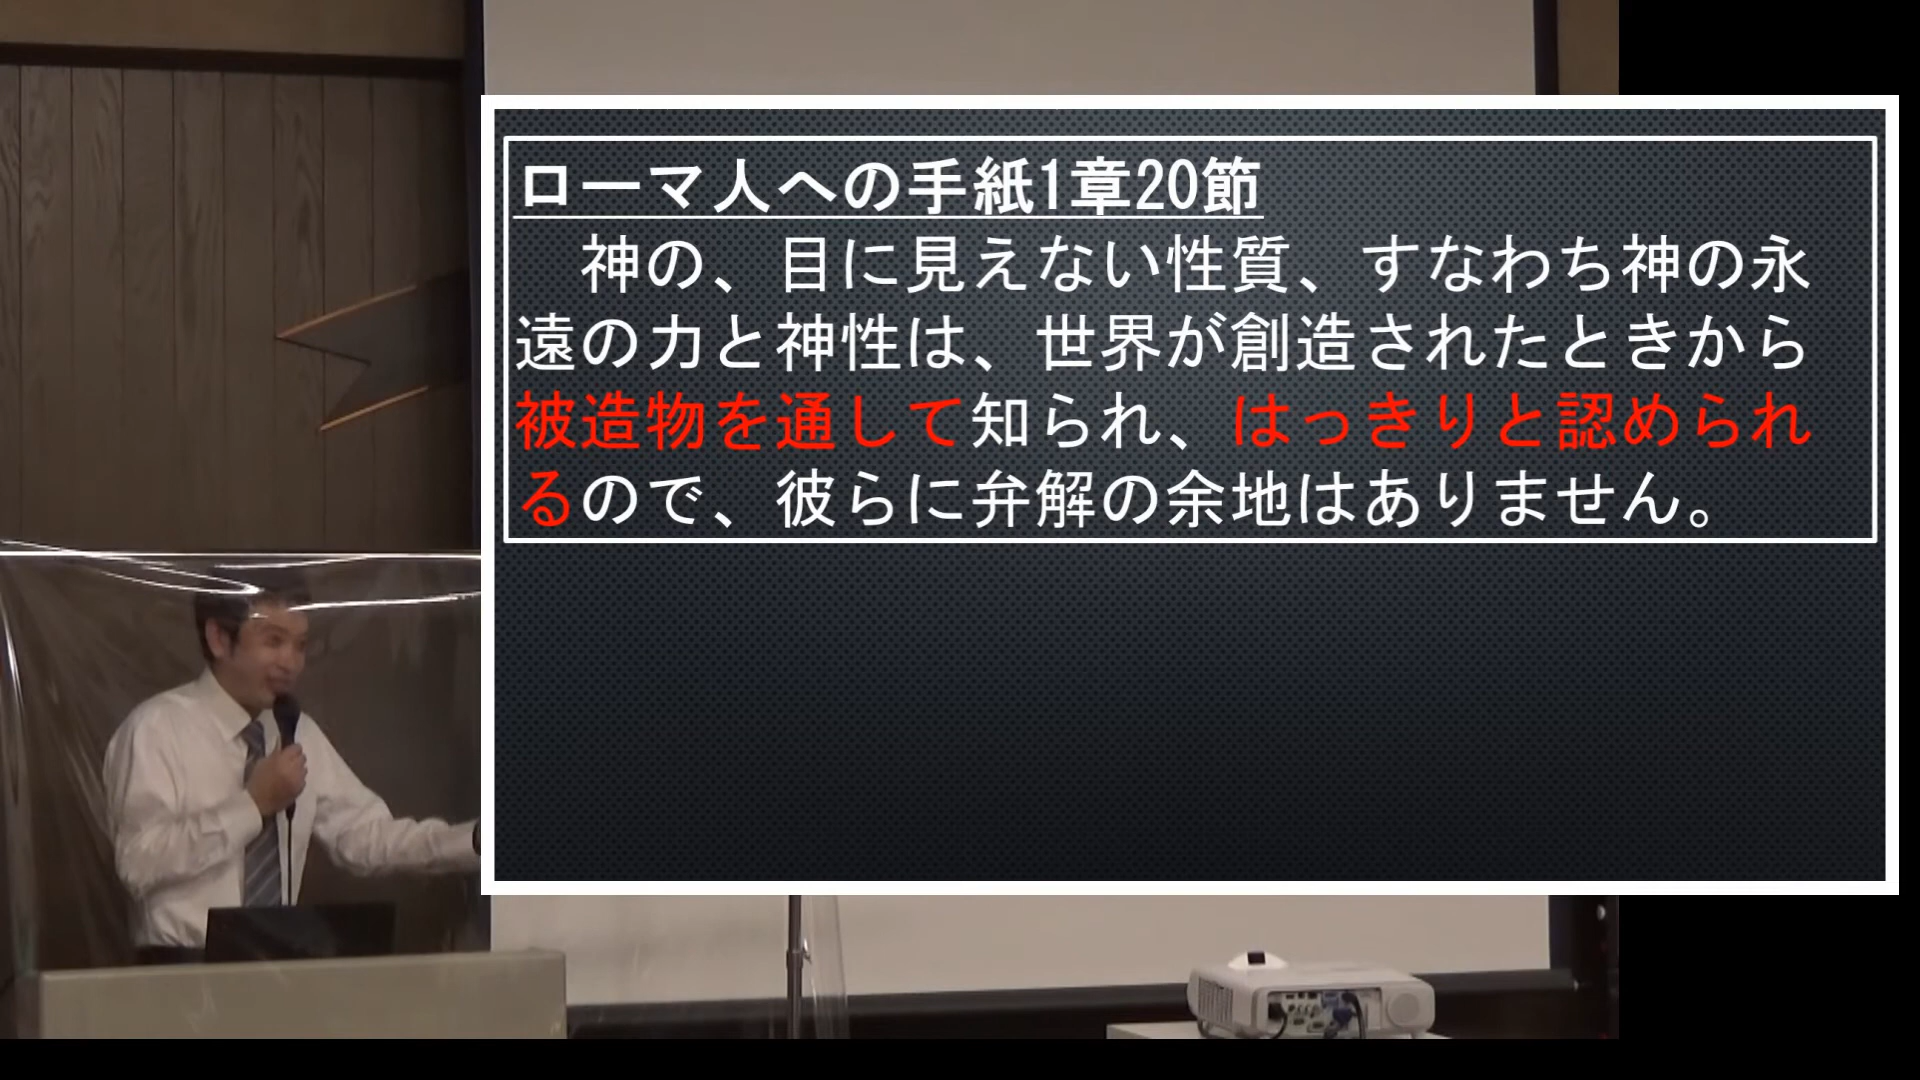 ローマ人への手紙1章20節
神の、目に見えない性質、すなわち神の永
遠の力と神性は、世界が創造されたときから
被造物を通して知られ、はっきりと認められ
るので、彼らに弁解の余地はありません。